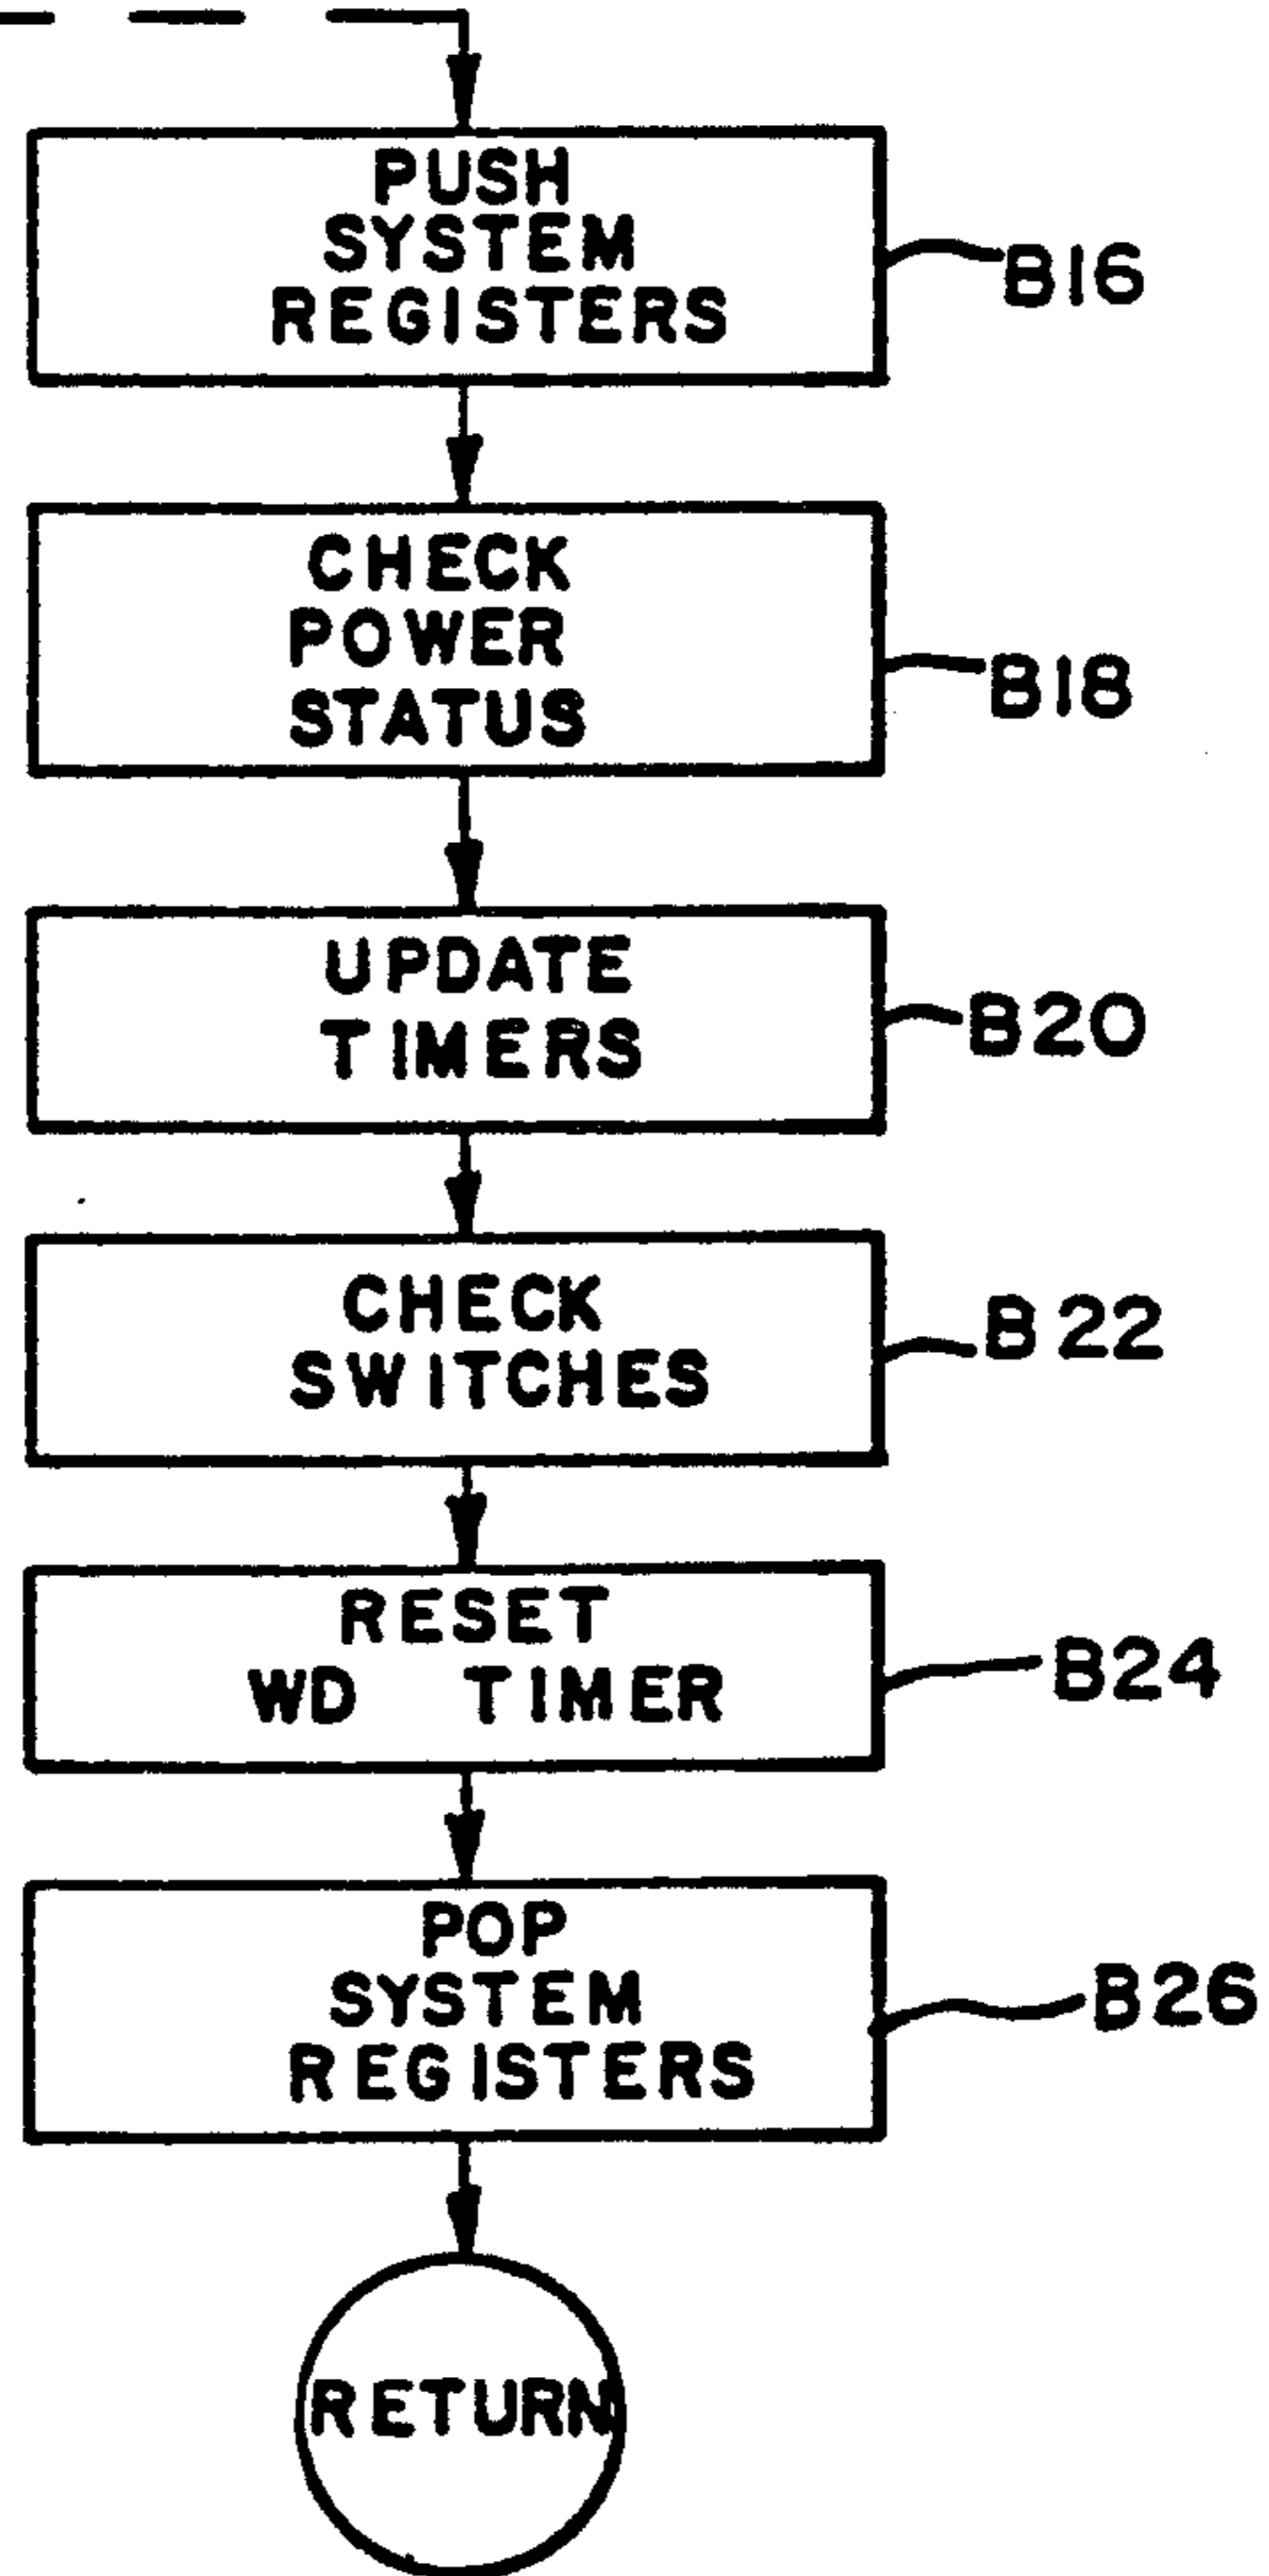 PUSH
SYSTEM
REGISTERS
B16
CHECK
POWER
STATUS
B18
UPDATE
TIMERS
B20
CHECK
SWITCHES
B22
RESET
WD TIMER
B24
POP
SYSTEM
REGISTERS
B26
RETURN